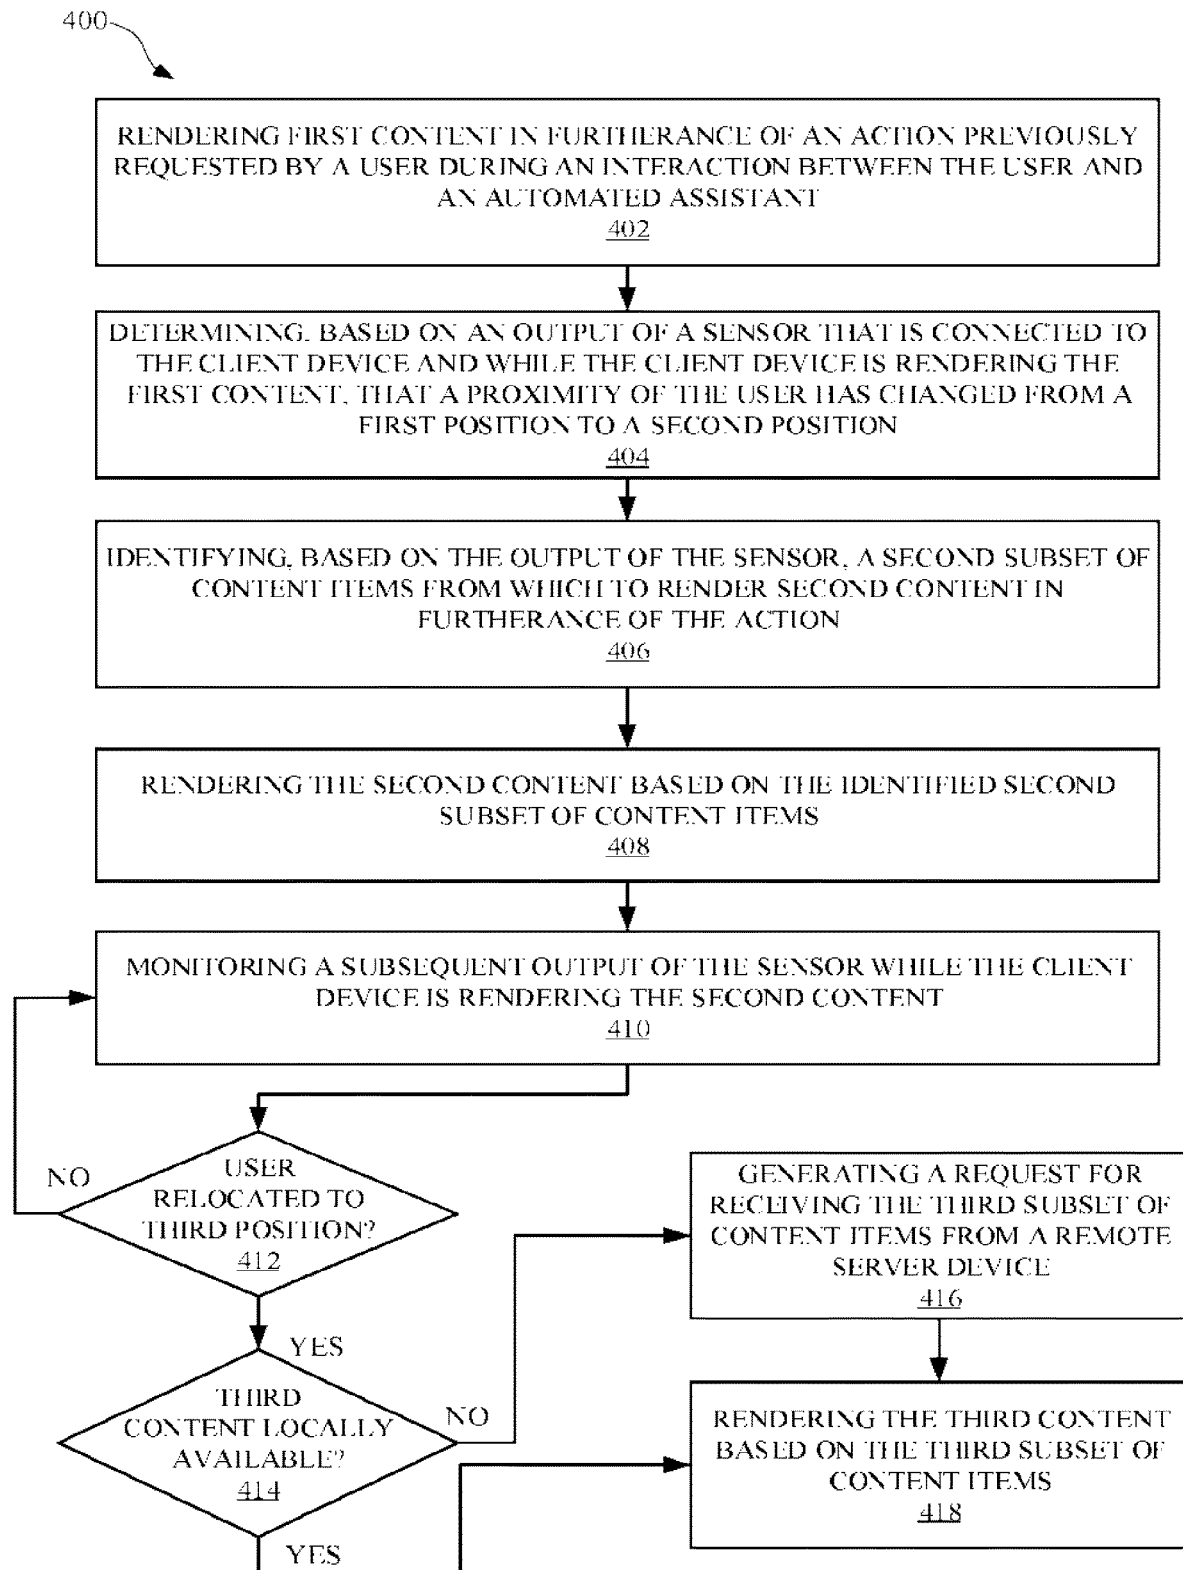 400
RENDERING FIRST CONTENT IN FURTHERANCE OF AN ACTION PREVIOUSLY
REQUESTED BY A USER DURING AN INTERACTION BETWEEN THE USER AND
AN AUTOMATED ASSISTANT
402
DETERMINING, BASED ON AN OUTPUT OF A SENSOR THAT IS CONNECTED TO
THE CLIENT DEVICE AND WHILE THE CLIENT DEVICE IS RENDERING THE
FIRST CONTENT, THAT A PROXIMITY OF THE USER HAS CHANGED FROM A
FIRST POSITION TO A SECOND POSITION
404
IDENTIFYING, BASED ON THE OUTPUT OF THE SENSOR, A SECOND SUBSET OF
CONTENT ITEMS FROM WHICH TO RENDER SECOND CONTENT IN
FURTHERANCE OF THE ACTION
406
RENDERING THE SECOND CONTENT BASED ON THE IDENTIFIED SECOND
SUBSET OF CONTENT ITEMS
408
MONITORING A SUBSEQUENT OUTPUT OF THE SENSOR WHILE THE CLIENT
DEVICE IS RENDERING THE SECOND CONTENT
410
NO
USER
RELOCATED TO
THIRD POSITION?
412
YES
THIRD
CONTENT LOCALLY
AVAILABLE?
414
NO
YES
GENERATING A REQUEST FOR
RECEIVING THE THIRD SUBSET OF
CONTENT ITEMS FROM A REMOTE
SERVER DEVICE
416
RENDERING THE THIRD CONTENT
BASED ON THE THIRD SUBSET OF
CONTENT ITEMS
418